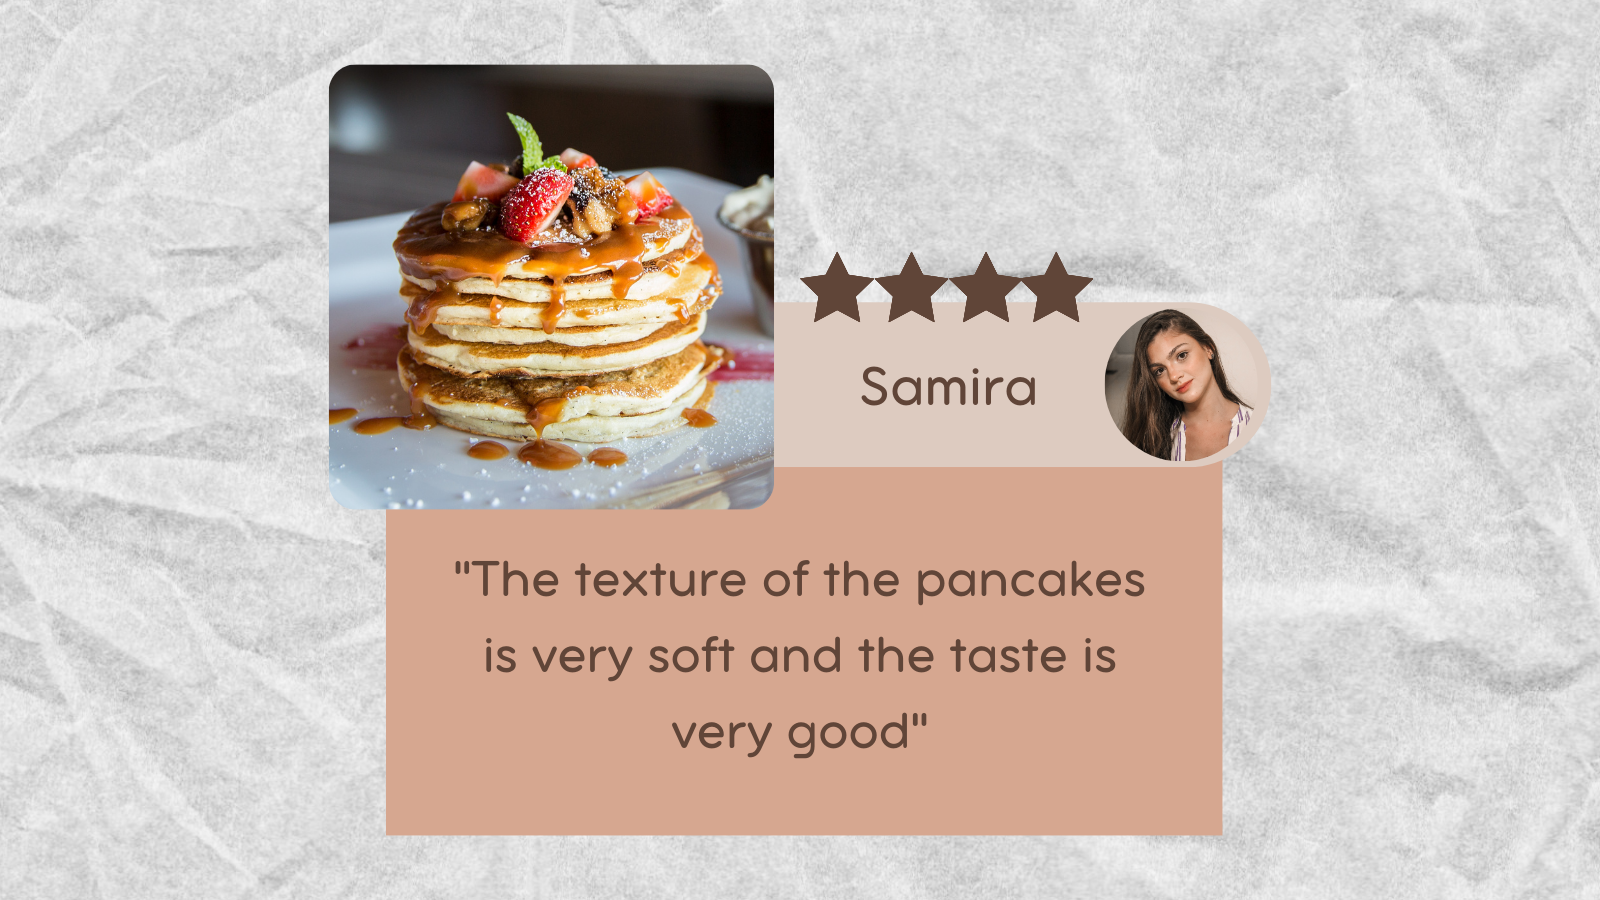 Samira
"The texture of the pancakes
is very soft and the taste is
very good"